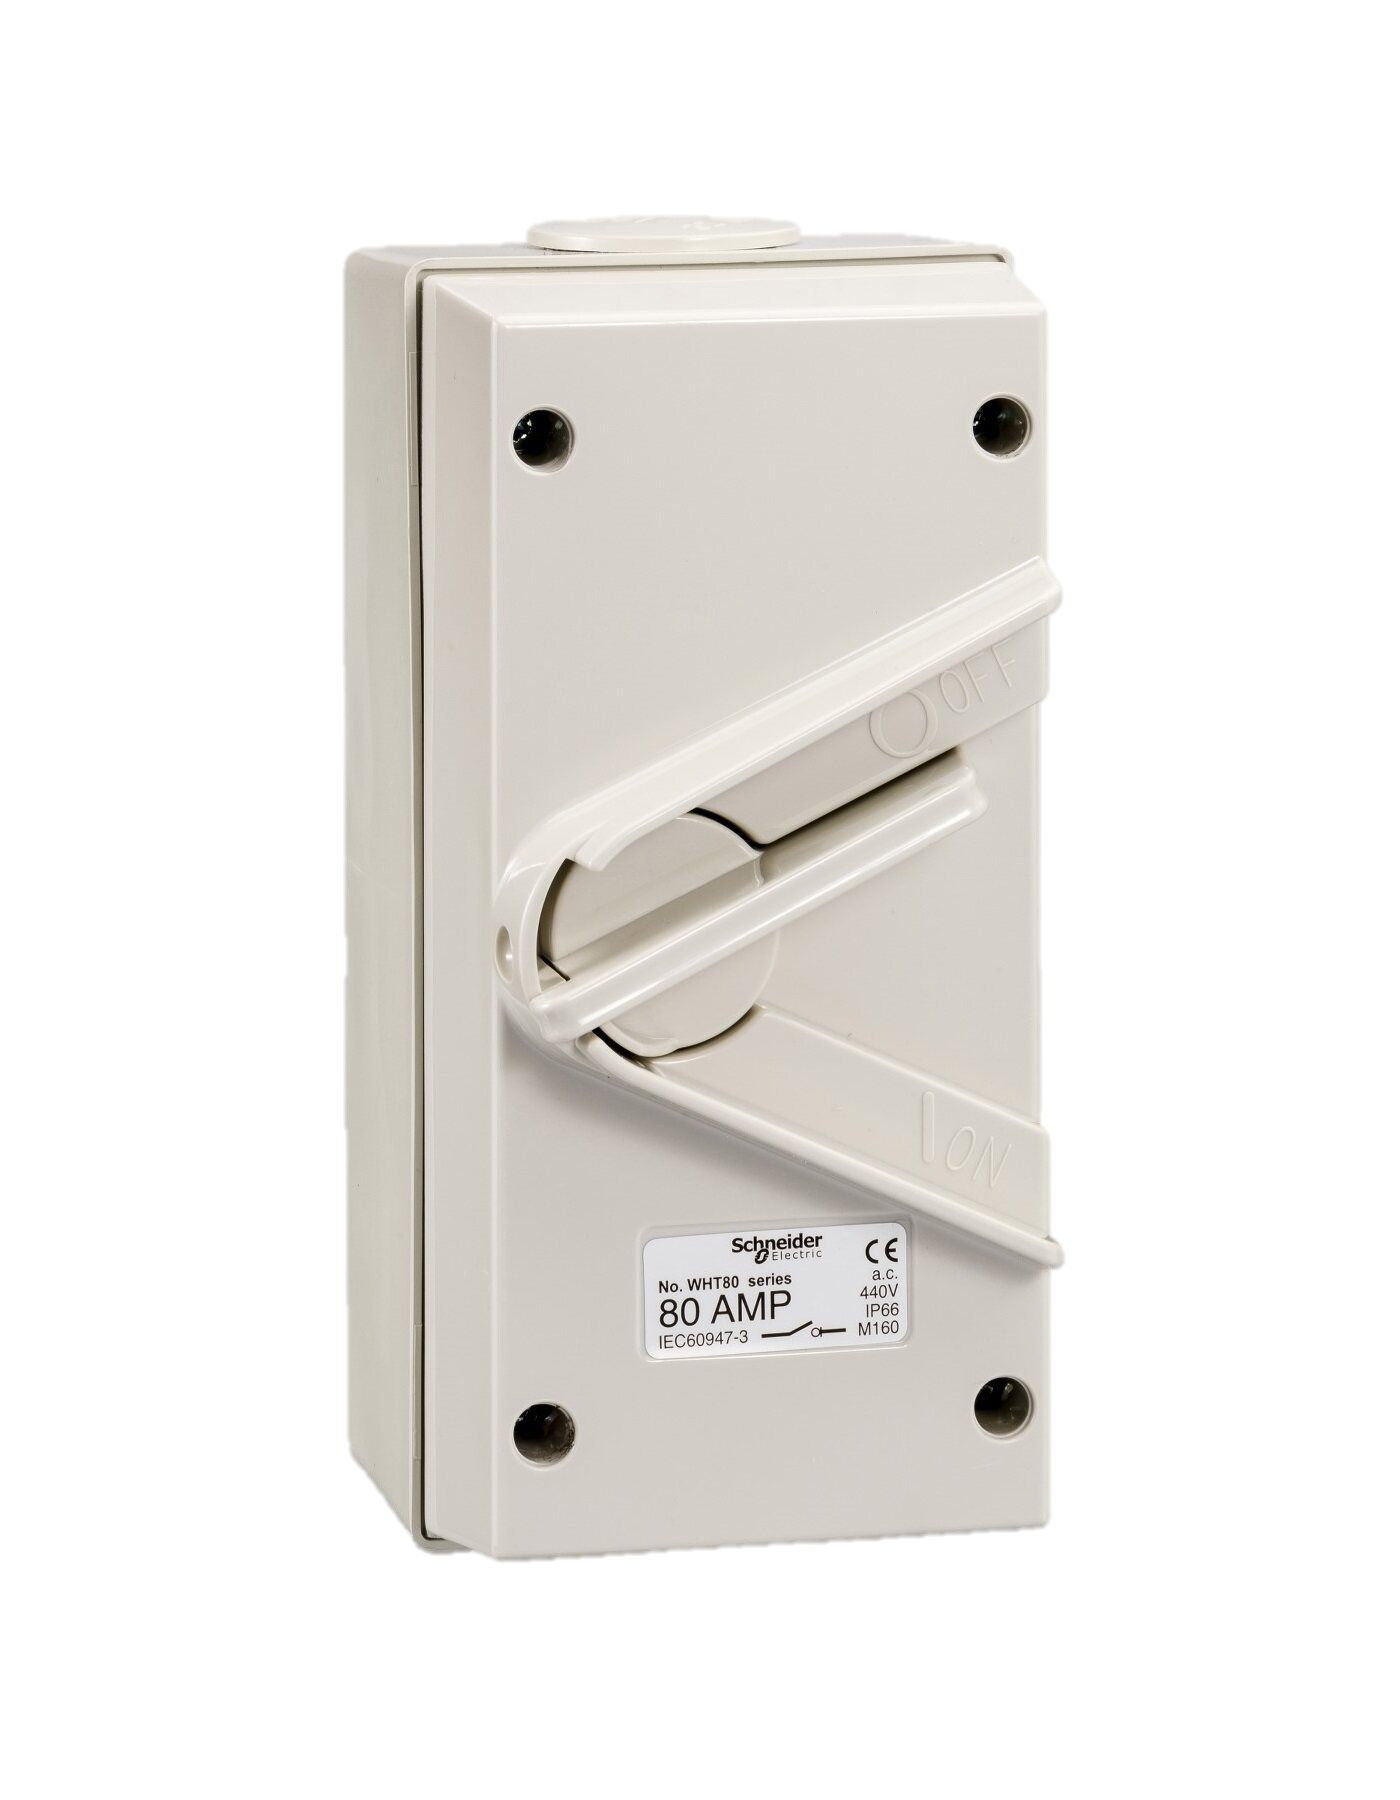 OFF
ON
Schneider
Electric
CE
No. WHT80 series
a.c.
80 AMP
440V
IP66
IEC60947-3
M160